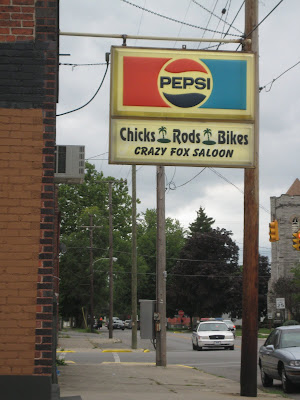 PEPSI
Chicks Rods Bikes
CRAZY FOX SALOON